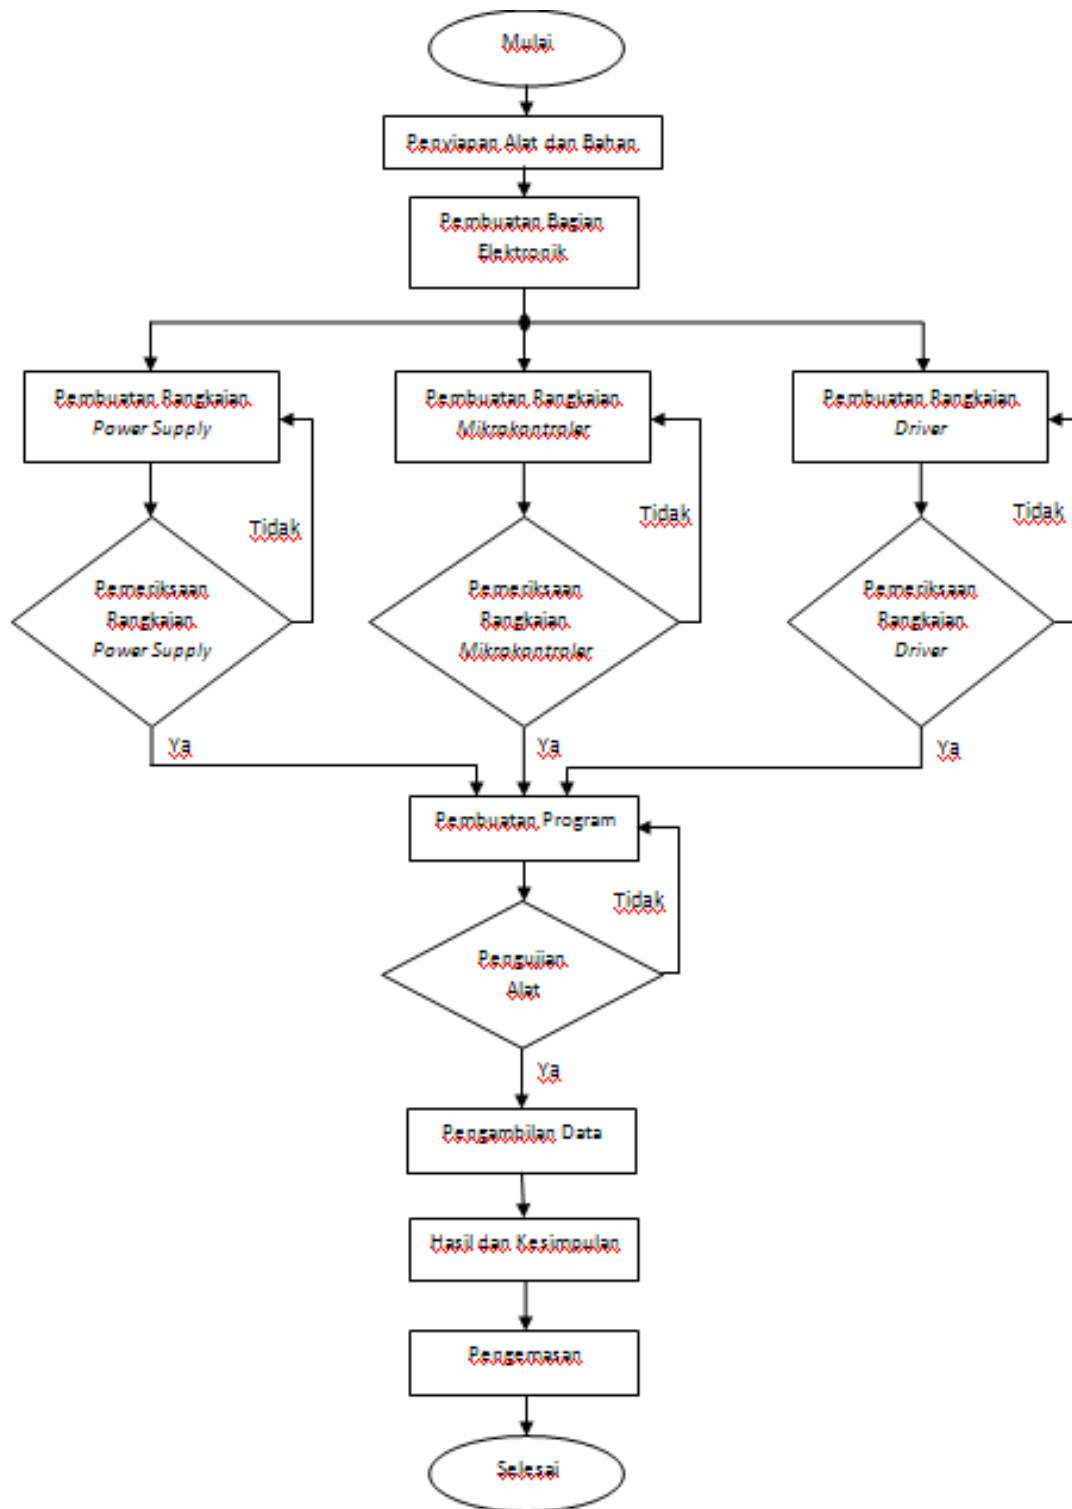 Mulai
Penyiapan Alat dan Bahan
Pembuatan Bagian
Elektronik
Pembuatan Rangkaian
Power Supply
Pembuatan Rangkaian
Mikrokontroler
Pembuatan Rangkaian
Driver
Tidak
Tidak
Tidak
Pemeriksaan
Rangkaian
Power Supply
Pemeriksaan
Rangkaian
Mikrokontroler
Pemeriksaan
Rangkaian
Driver
Ya
Ya
Ya
Pembuatan Program
Tidak
Pengujian
Alat
Ya
Pengambilan Data
Hasil dan Kesimpulan
Pengemasan
Selesai